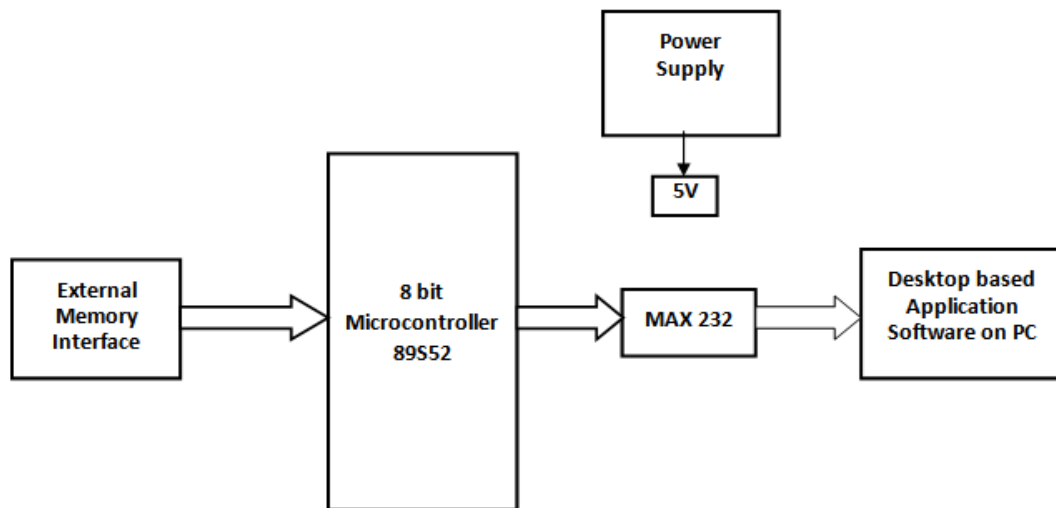 Power
Supply
5V
External
Memory
Interface
8 bit
Microcontroller
89S52
MAX 232
Desktop based
Application
Software on PC